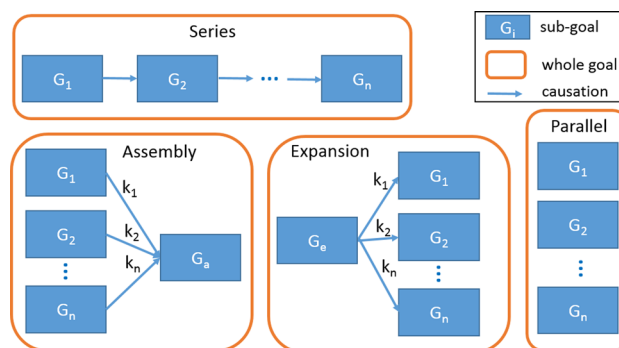 Series
G1
G2
...
Gn
Gi
sub-goal
whole goal
causation
Assembly
G1
k1
G2
k2
kn
Ga
Gn
Expansion
G1
k1
Ge
k2
G2
kn
Gn
Parallel
G1
G2
Gn